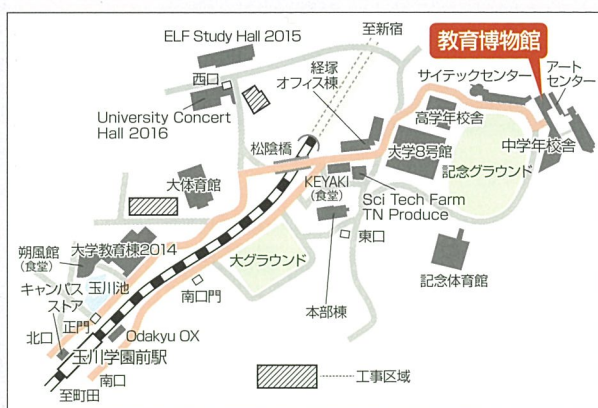 ELF Study Hall 2015
至新宿
教育博物館
西口
経塚
オフィス棟
サイテックセンター
アート
センター
University Concert
Hall 2016
高学年校舎
松陰橋
大学8号館
中学年校舎
大体育館
KEYAKI
(食堂)
記念グラウンド
Sci Tech Farm
TN Produce
朔風館
(食堂)
大学教育棟2014
大グラウンド
東口
記念体育館
キャンパス
ストア
玉川池
南口門
本部棟
正門
北口
Odakyu OX
玉川学園前駅
南口
至町田
工事区域